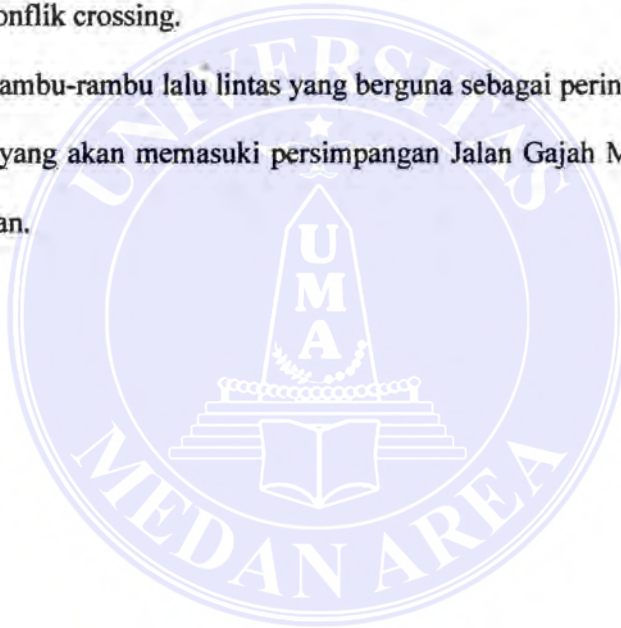 onflik crossing.
ambu-rambu lalu lintas yang berguna sebagai perin
yang akan memasuki persimpangan Jalan Gajah M
an.
UNIVERSITAS
U
M
A
MEDAN AREA